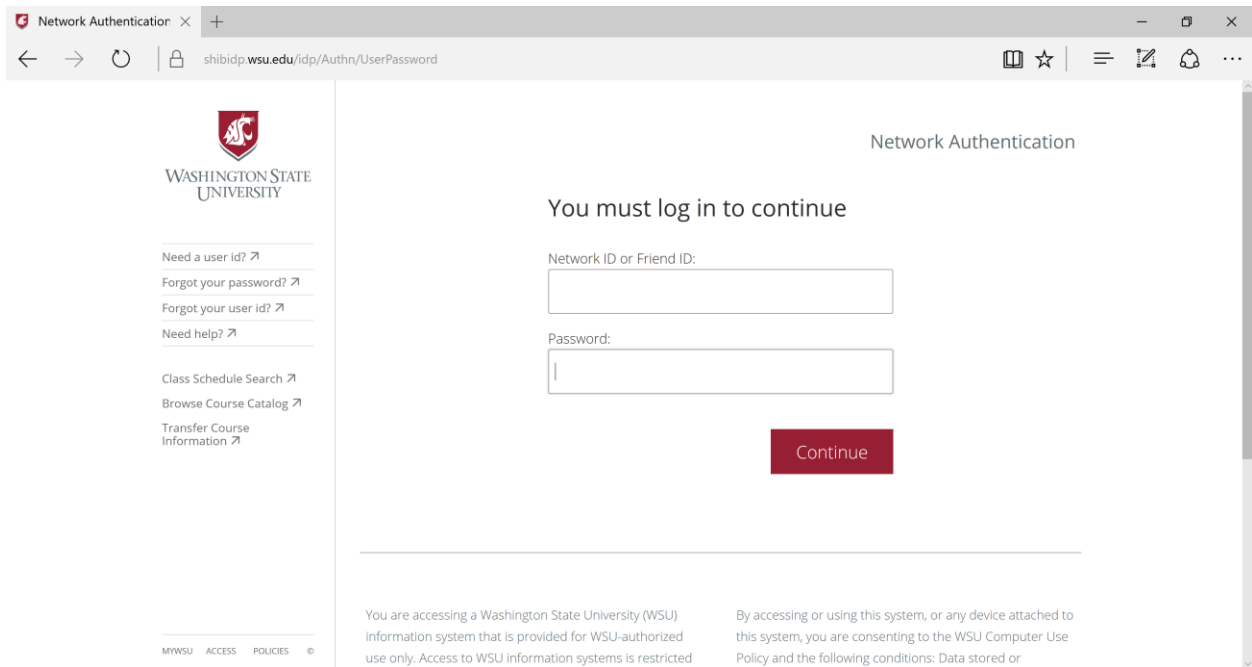 Network Authentication
shibidp.wsu.edu/idp/Authn/UserPassword
WASHINGTON STATE
UNIVERSITY
Need a user id?
Forgot your password?
Forgot your user id?
Need help?
Class Schedule Search
Browse Course Catalog
Transfer Course
Information
MYWSU ACCESS POLICIES ©
Network Authentication
You must log in to continue
Network ID or Friend ID:
Password:
Continue
You are accessing a Washington State University (WSU)
information system that is provided for WSU-authorized
use only. Access to WSU information systems is restricted
By accessing or using this system, or any device attached to
this system, you are consenting to the WSU Computer Use
Policy and the following conditions: Data stored or